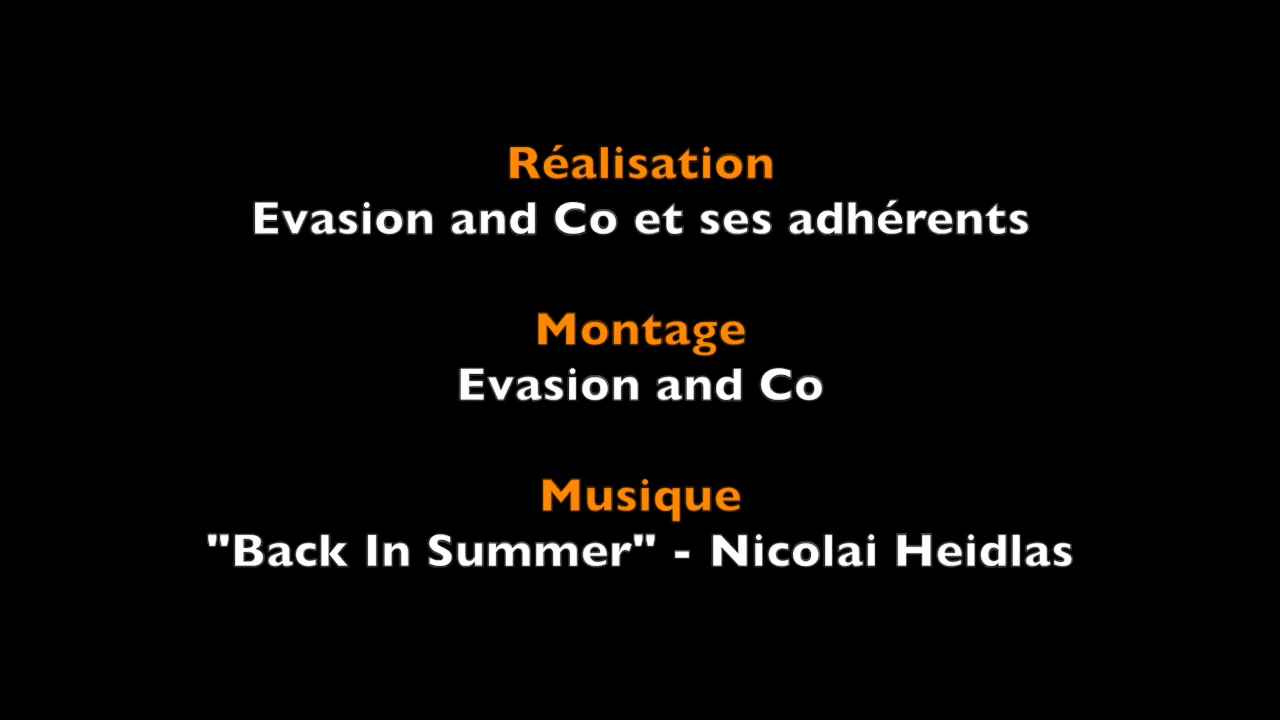 Réalisation
Evasion and Co et ses adhérents
Montage
Evasion and Co
Musique
"Back In Summer" - Nicolai Heidlas